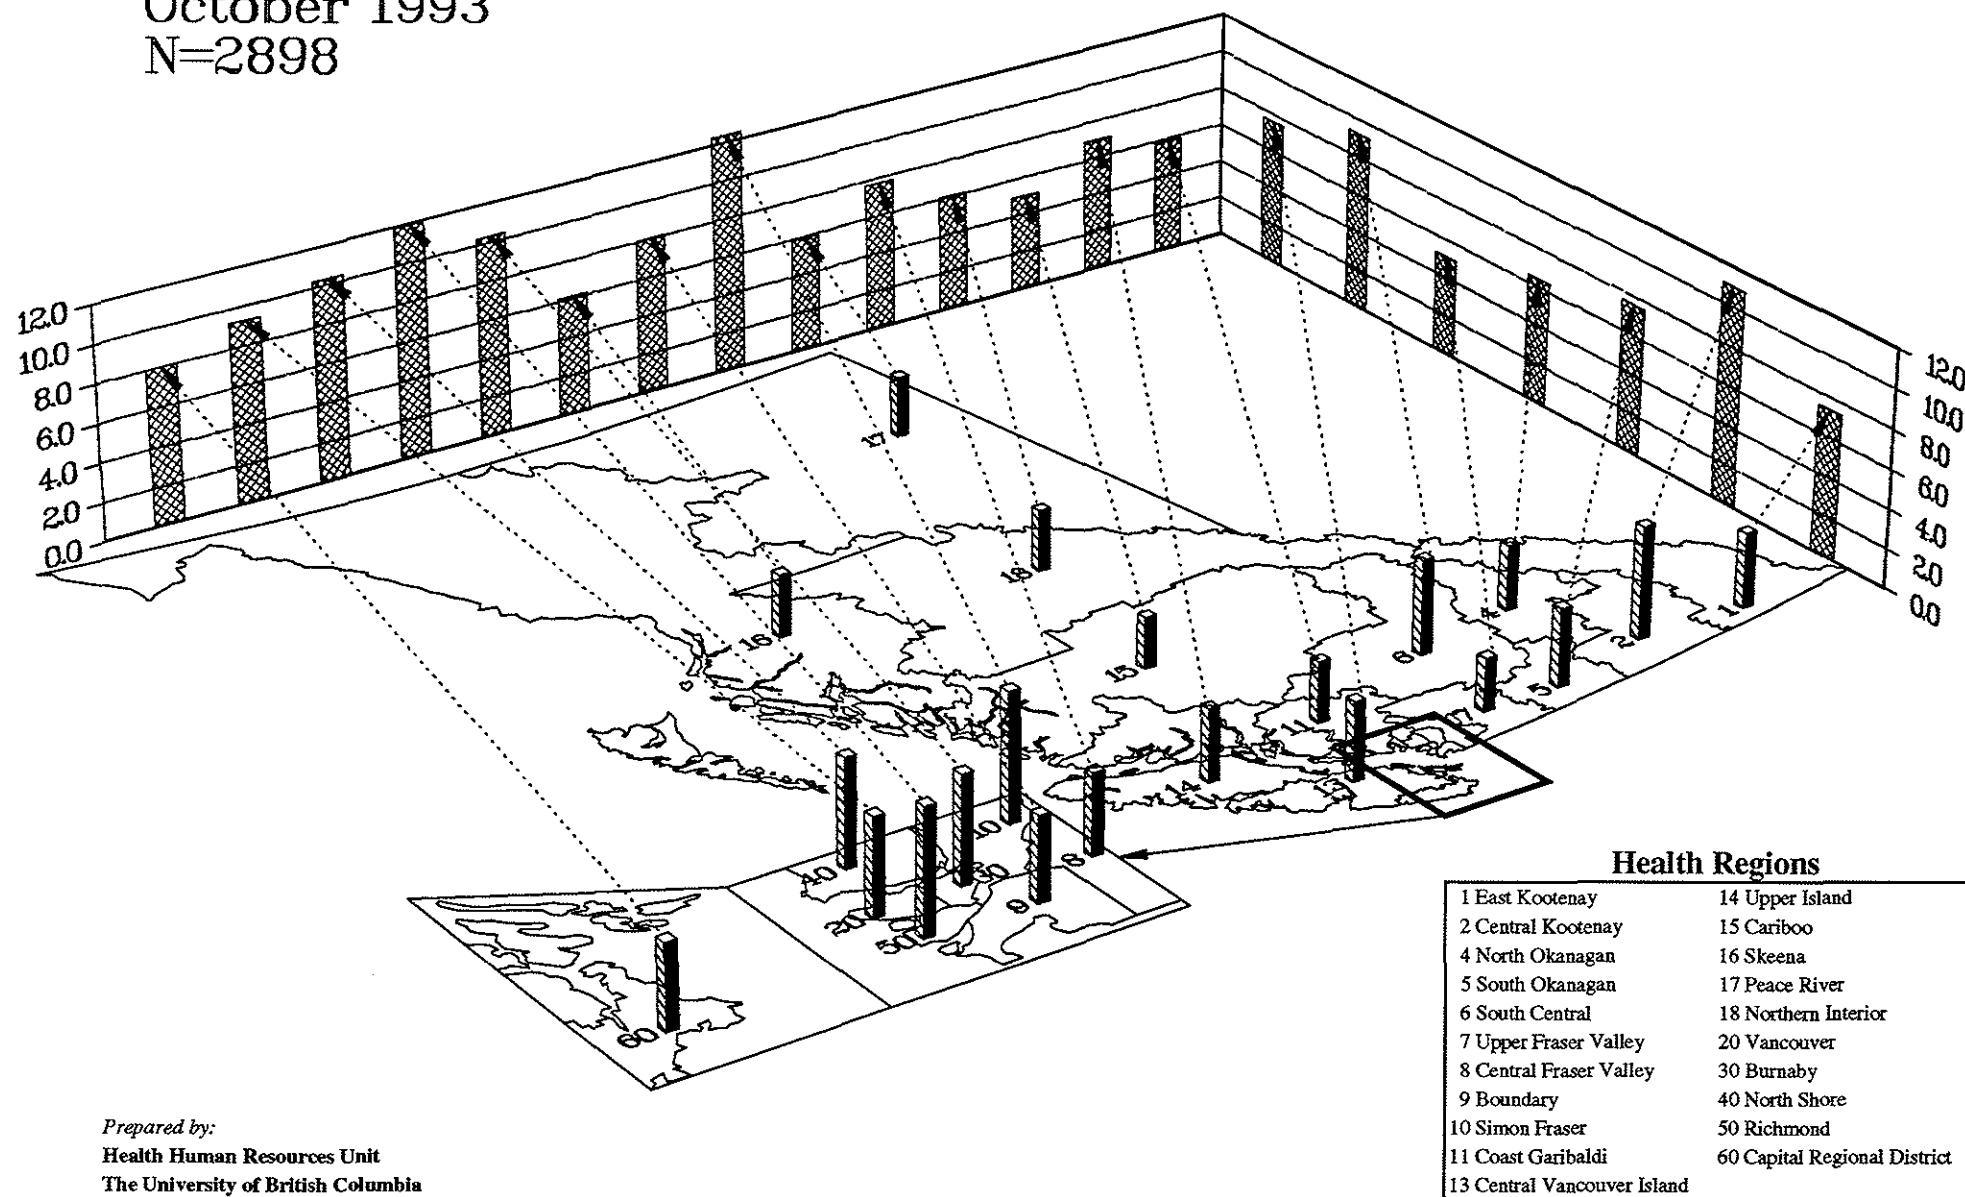 October 1993
N=2898
12.0
10.0
8.0
6.0
4.0
2.0
0.0
12.0
10.0
8.0
6.0
4.0
2.0
0.0
17
18
16
15
6
4
5
2
1
7
11
13
14
10
8
9
30
40
20
50
60
Health Regions
1 East Kootenay
2 Central Kootenay
4 North Okanagan
5 South Okanagan
6 South Central
7 Upper Fraser Valley
8 Central Fraser Valley
9 Boundary
10 Simon Fraser
11 Coast Garibaldi
13 Central Vancouver Island
14 Upper Island
15 Cariboo
16 Skeena
17 Peace River
18 Northern Interior
20 Vancouver
30 Burnaby
40 North Shore
50 Richmond
60 Capital Regional District
Prepared by:
Health Human Resources Unit
The University of British Columbia